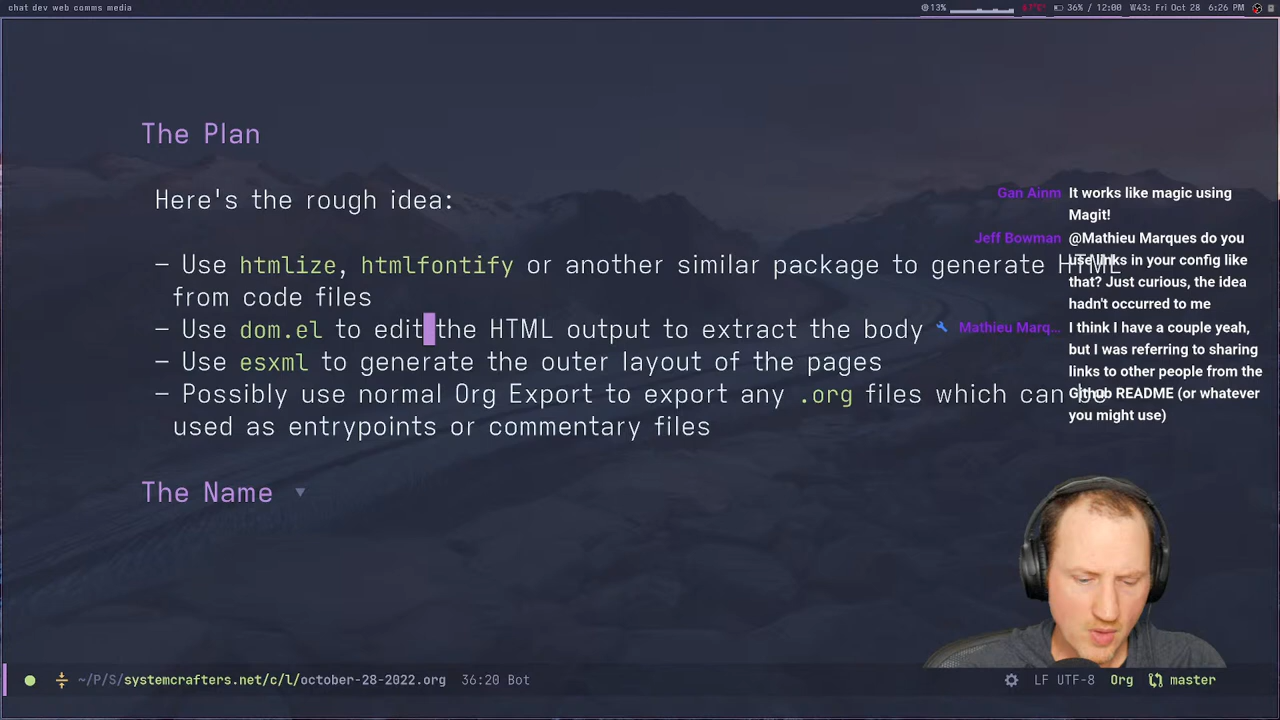 chat dev web comms media
13%
67°C
36% / 12:00
W43: Fri Oct 28
6:26 PM
The Plan
Here's the rough idea:
– Use htmlize, htmlfontify or another similar package to generate HTML
from code files
– Use dom.el to edit the HTML output to extract the body
– Use esxml to generate the outer layout of the pages
– Possibly use normal Org Export to export any .org files which can be
used as entrypoints or commentary files
The Name ▾
Gan Ainm It works like magic using
Magit!
Jeff Bowman @Mathieu Marques do you
use links in your config like
that? Just curious, the idea
hadn't occurred to me
Mathieu Marq... I think I have a couple yeah,
but I was referring to sharing
links to other people from the
Github README (or whatever
you might use)
~/P/S/systemcrafters.net/c/l/october-28-2022.org 36:20 Bot
LF UTF-8 Org master